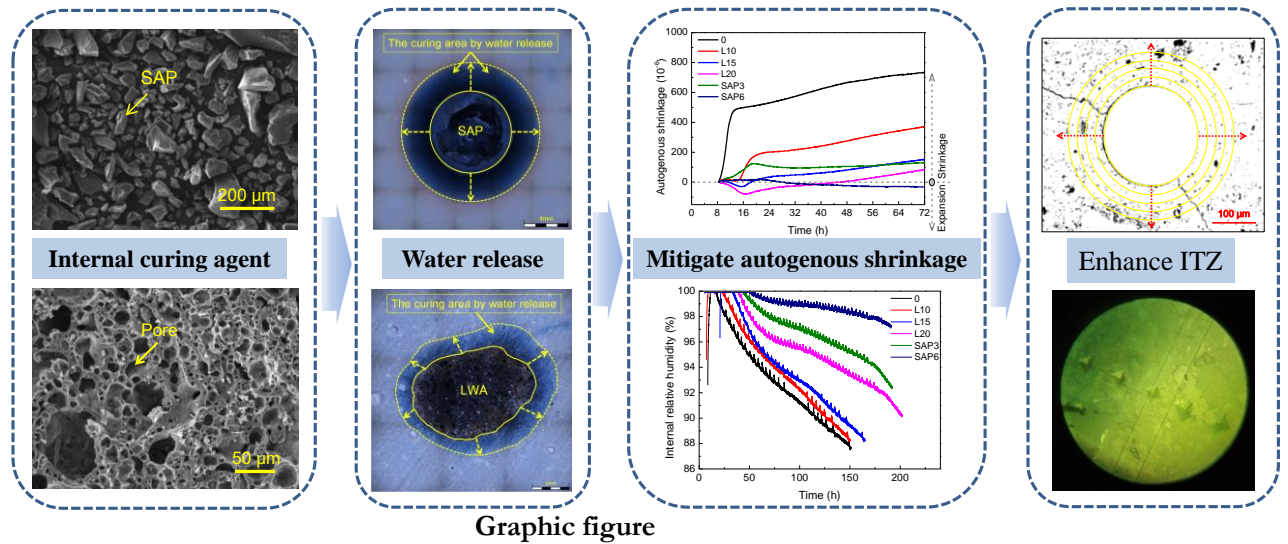 SAP
200 µm
Internal curing agent
Pore
50 µm
The curing area by water release
SAP
4mm
Water release
The curing area by water release
LWA
2mm
1000
800
600
400
200
0
Autogenous shrinkage (10⁻⁶)
0
L10
L15
L20
SAP3
SAP6
0 8 16 24 32 40 48 56 64 72
Time (h)
Expansion: Shrinkage
0
Mitigate autogenous shrinkage
100
98
96
94
92
90
88
86
Internal relative humidity (%)
0
L10
L15
L20
SAP3
SAP6
0 50 100 150 200
Time (h)
100 µm
Enhance ITZ
Graphic figure